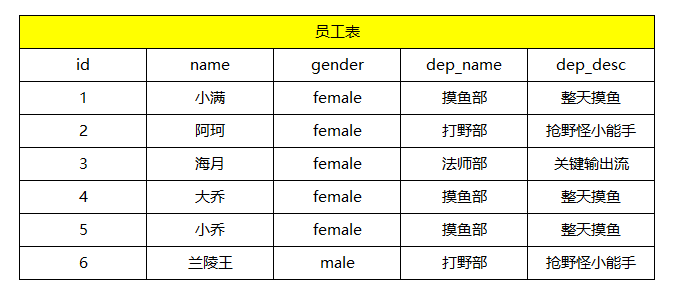 员工表
id name gender dep_name dep_desc
1 小满 female 摸鱼部 整天摸鱼
2 阿珂 female 打野部 抢野怪小能手
3 海月 female 法师部 关键输出流
4 大乔 female 摸鱼部 整天摸鱼
5 小乔 female 摸鱼部 整天摸鱼
6 兰陵王 male 打野部 抢野怪小能手